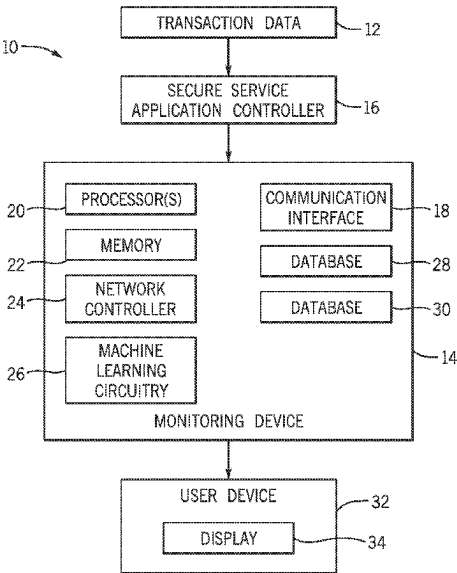 TRANSACTION DATA
12
10
SECURE SERVICE
APPLICATION CONTROLLER
16
20
PROCESSOR(S)
COMMUNICATION
INTERFACE
18
22
MEMORY
DATABASE
28
24
NETWORK
CONTROLLER
DATABASE
30
26
MACHINE
LEARNING
CIRCUITRY
14
MONITORING DEVICE
USER DEVICE
32
DISPLAY
34